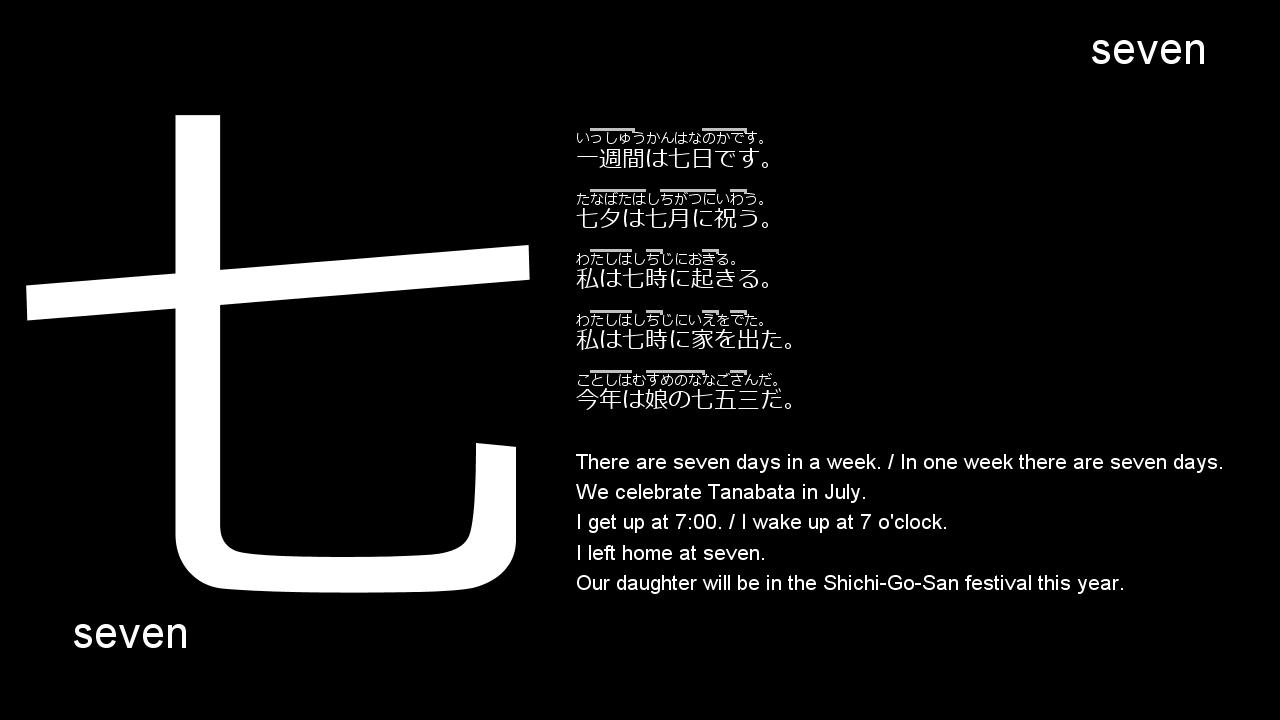 seven
七
いっしゅうかんはなのかです。
一週間は七日です。
たなばたはしちがつにいわう。
七夕は七月に祝う。
わたしはしちじにおきる。
私は七時に起きる。
わたしはしちじにいえをでた。
私は七時に家を出た。
ことしはむすめのななごさんだ。
今年は娘の七五三だ。
There are seven days in a week. / In one week there are seven days.
We celebrate Tanabata in July.
I get up at 7:00. / I wake up at 7 o'clock.
I left home at seven.
Our daughter will be in the Shichi-Go-San festival this year.
seven